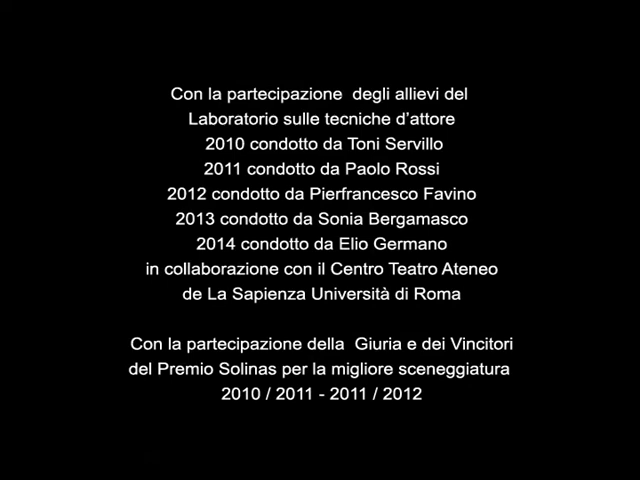 Con la partecipazione degli allievi del
Laboratorio sulle tecniche d'attore
2010 condotto da Toni Servillo
2011 condotto da Paolo Rossi
2012 condotto da Pierfrancesco Favino
2013 condotto da Sonia Bergamasco
2014 condotto da Elio Germano
in collaborazione con il Centro Teatro Ateneo
de La Sapienza Università di Roma
Con la partecipazione della Giuria e dei Vincitori
del Premio Solinas per la migliore sceneggiatura
2010 / 2011 - 2011 / 2012